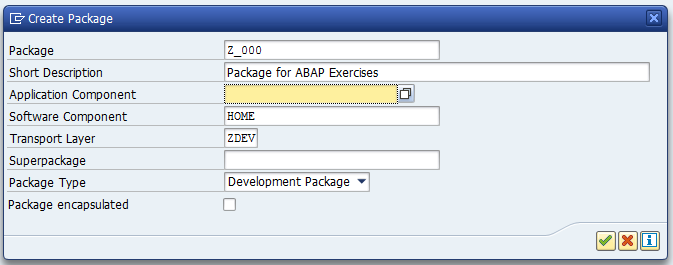 Create Package
Package Z_000
Short Description Package for ABAP Exercises
Application Component
Software Component HOME
Transport Layer ZDEV
Superpackage
Package Type Development Package
Package encapsulated